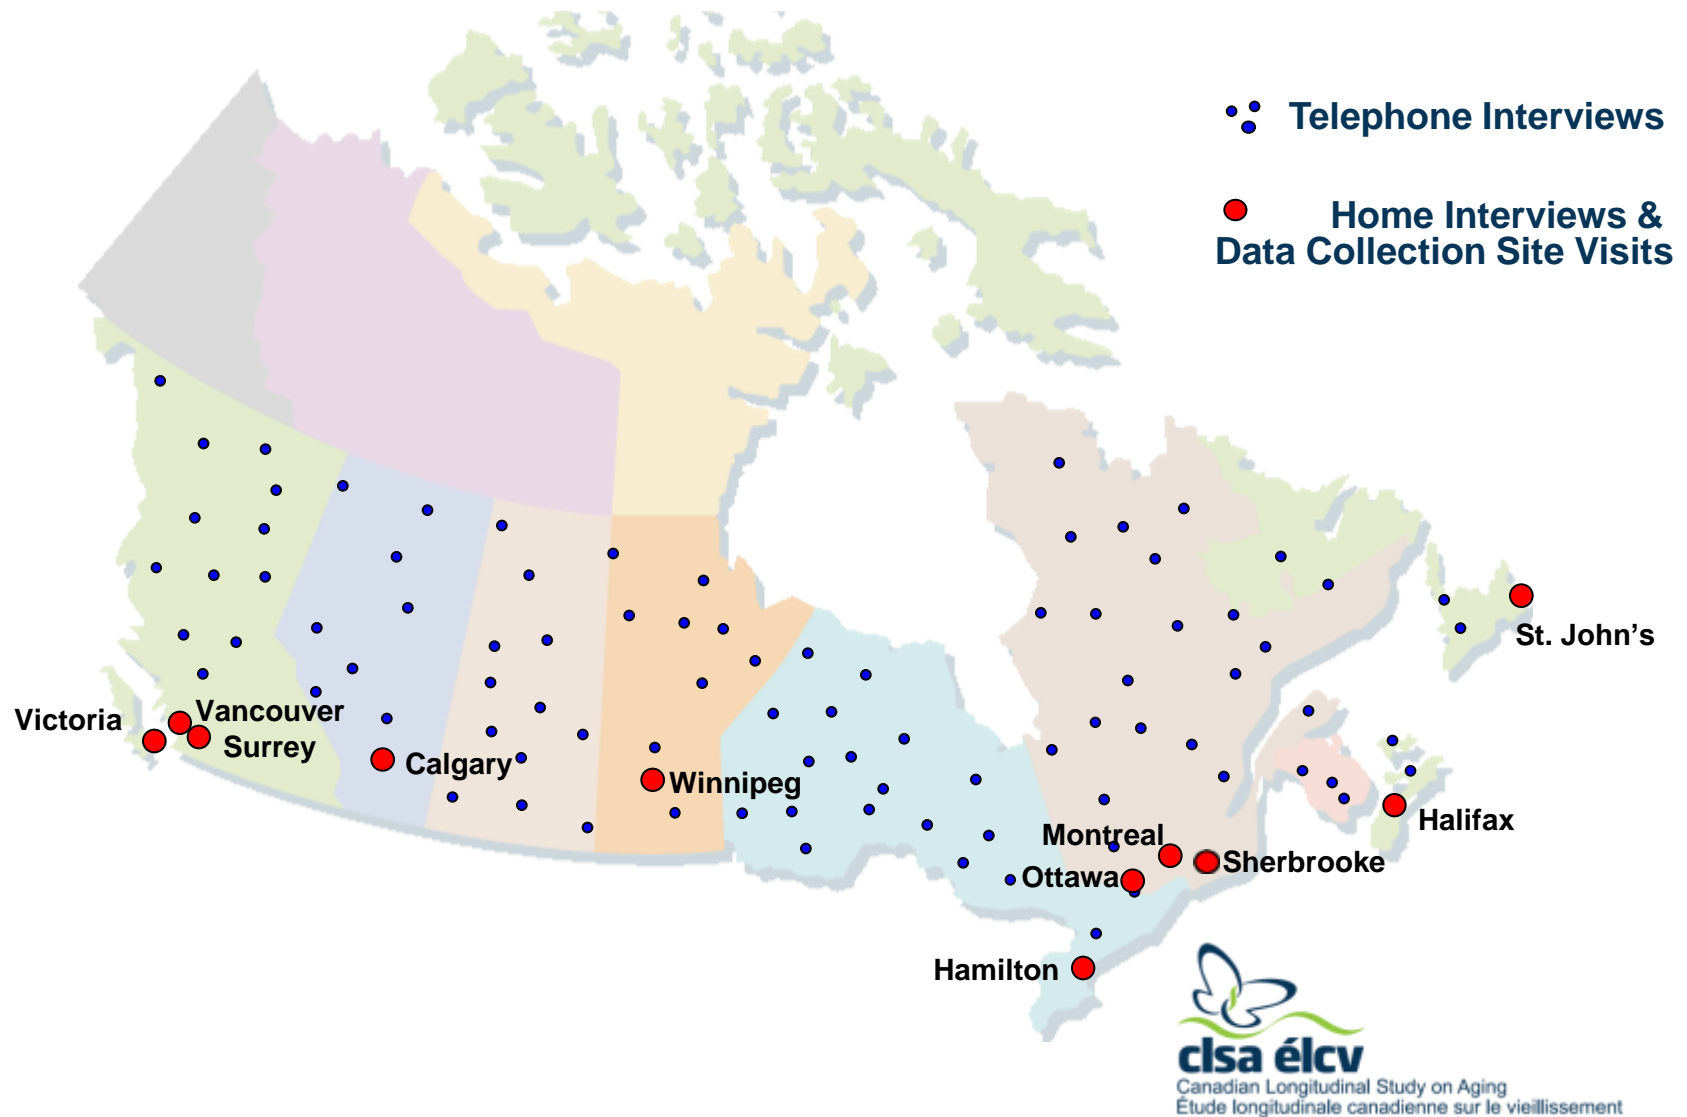 Telephone Interviews
Home Interviews &
Data Collection Site Visits
St. John’s
Victoria
Vancouver
Surrey
Calgary
Winnipeg
Halifax
Montreal
Sherbrooke
Ottawa
Hamilton
clsa élcv
Canadian Longitudinal Study on Aging
Étude longitudinale canadienne sur le vieillissement